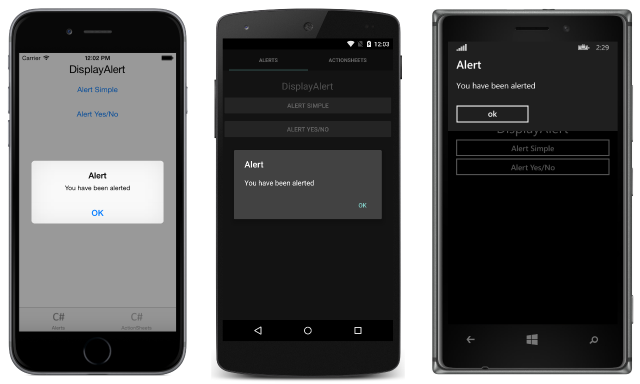 Carrier 12:02 PM
DisplayAlert
Alert Simple
Alert Yes/No
Alert
You have been alerted
OK
C# C#
Alerts ActionSheets
12:03
ALERTS ACTIONSHEETS
DisplayAlert
ALERT SIMPLE
ALERT YES/NO
Alert
You have been alerted
OK
2:29
Alert
You have been alerted
ok
DisplayAlert
Alert Simple
Alert Yes/No